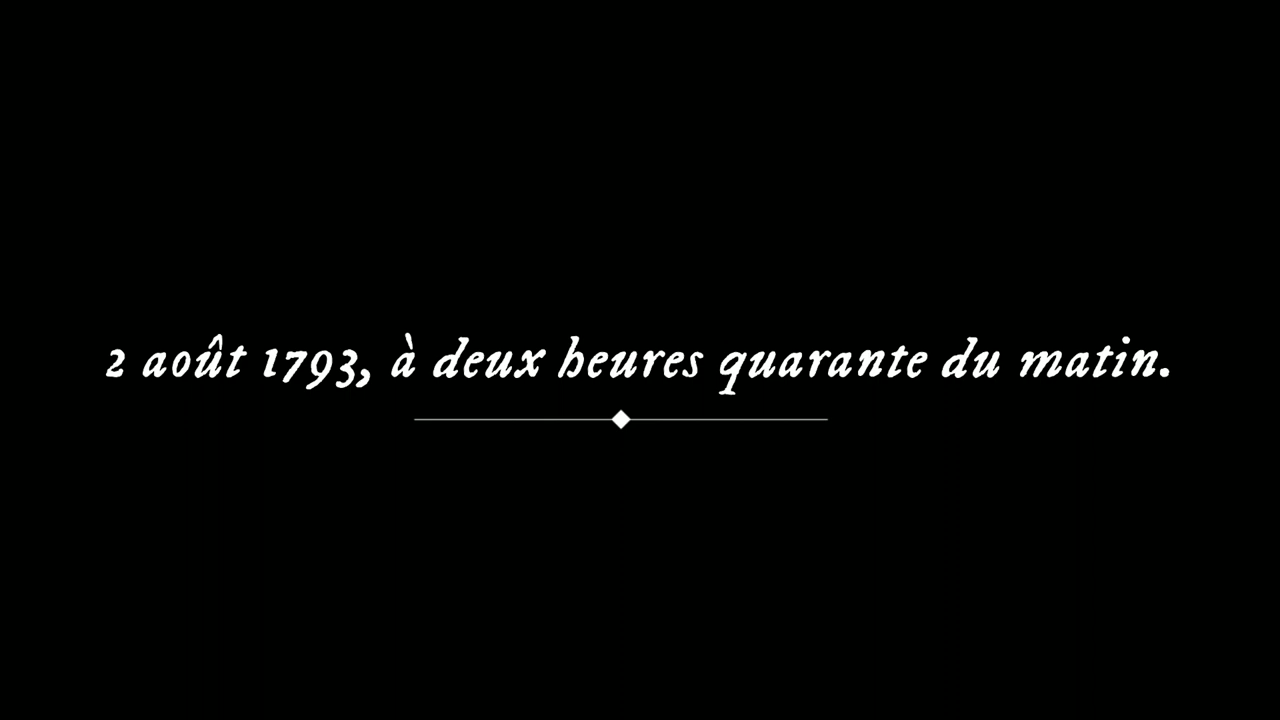 2 août 1793, à deux heures quarante du matin.